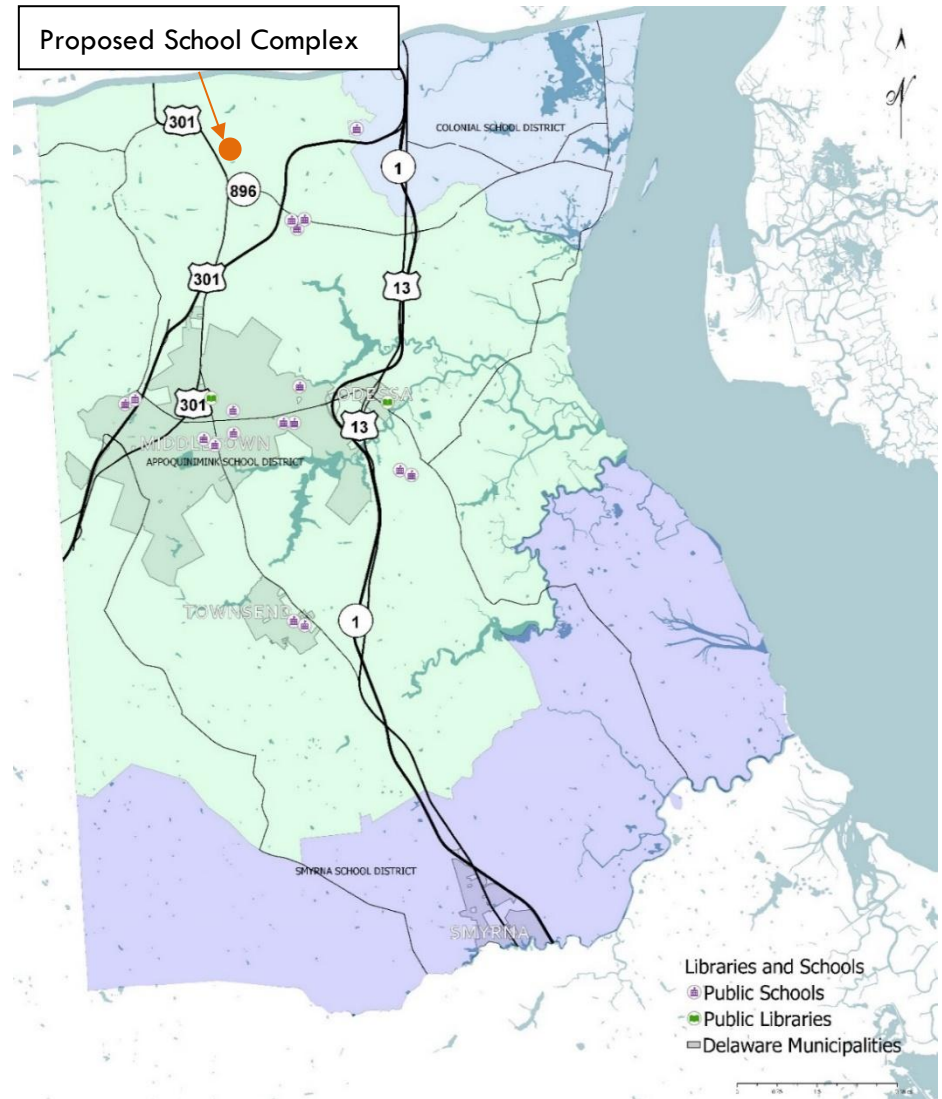 Proposed School Complex
N
301
COLONIAL SCHOOL DISTRICT
1
896
301
13
301
ODESSA
13
MIDDLETOWN
APPOQUINIMINK SCHOOL DISTRICT
TOWNSEND
1
SMYRNA SCHOOL DISTRICT
SMYRNA
Libraries and Schools
Public Schools
Public Libraries
Delaware Municipalities